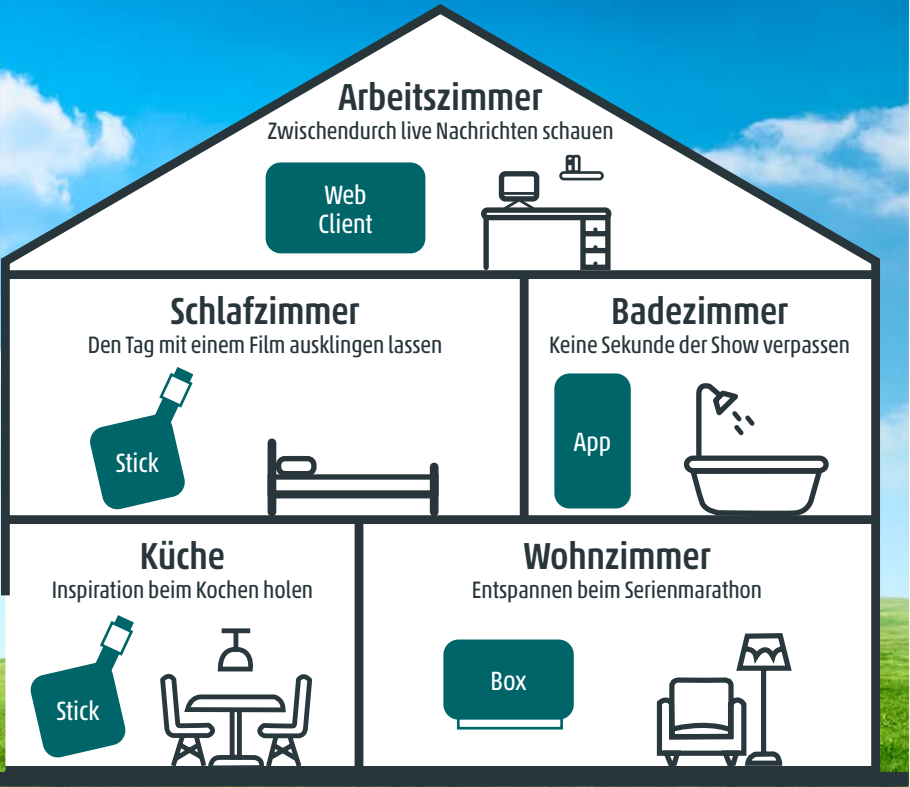 Arbeitszimmer
Zwischendurch live Nachrichten schauen
Web
Client
Schlafzimmer
Den Tag mit einem Film ausklingen lassen
Stick
Badezimmer
Keine Sekunde der Show verpassen
App
Küche
Inspiration beim Kochen holen
Stick
Wohnzimmer
Entspannen beim Serienmarathon
Box